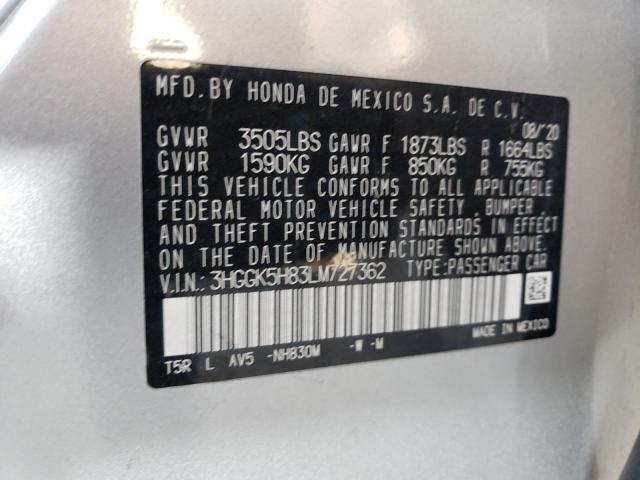 MFD. BY HONDA DE MEXICO S.A. DE C.V.
08/'20
GVWR 3505LBS GAWR F 1873LBS R 1664LBS
GVWR 1590KG GAWR F 850KG R 755KG
THIS VEHICLE CONFORMS TO ALL APPLICABLE
FEDERAL MOTOR VEHICLE SAFETY, BUMPER,
AND THEFT PREVENTION STANDARDS IN EFFECT
ON THE DATE OF MANUFACTURE SHOWN ABOVE.
V.I.N.: 3HGGK5H83LM727362 TYPE:PASSENGER CAR
MADE IN MEXICO
T5R L AV5 -NH830M -W -M